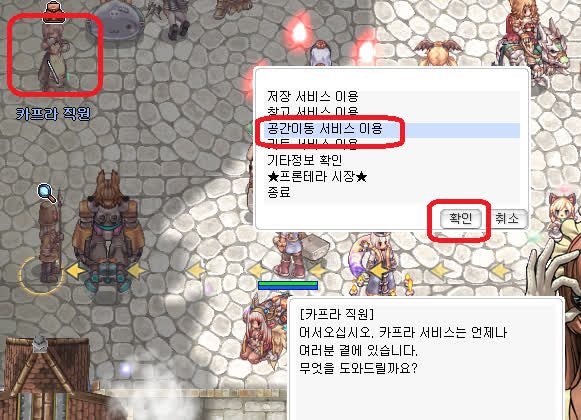 카프라 직원
저장 서비스 이용
창고 서비스 이용
공간이동 서비스 이용
카트 서비스 이용
기타정보 확인
★프론테라 시장★
종료
확인
취소
[카프라 직원]
어서오십시오. 카프라 서비스는 언제나
여러분 곁에 있습니다.
무엇을 도와드릴까요?